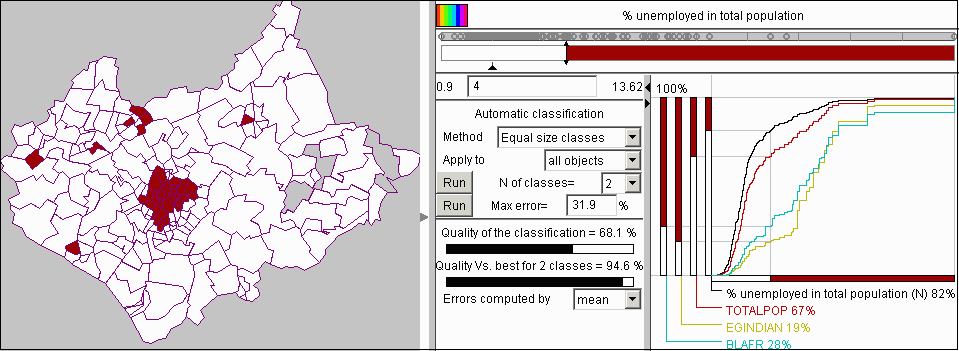 % unemployed in total population
0.9 4 13.62
Automatic classification
Method Equal size classes
Apply to all objects
Run N of classes= 2
Run Max error= 31.9 %
Quality of the classification = 68.1 %
Quality Vs. best for 2 classes = 94.6 %
Errors computed by mean
100%
% unemployed in total population (N) 82%
TOTALPOP 67%
EGINDIAN 19%
BLAFR 28%